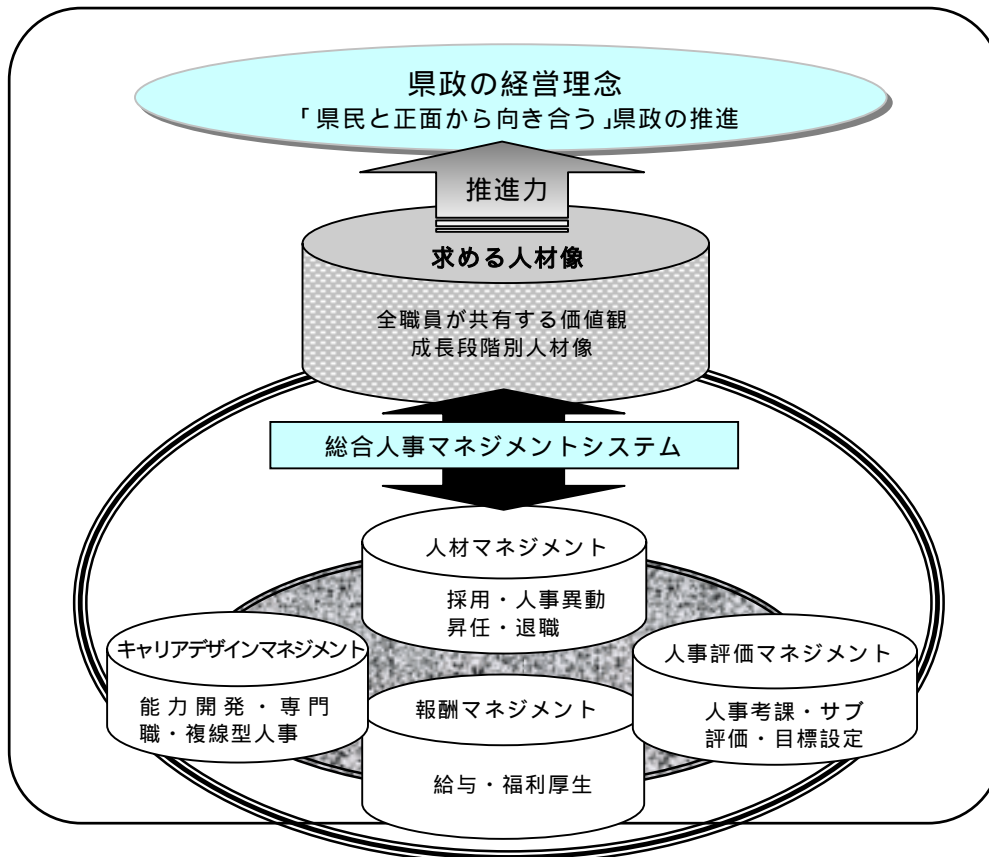 県政の経営理念
「県民と正面から向き合う」県政の推進
推進力
求める人材像
全職員が共有する価値観
成長段階別人材像
総合人事マネジメントシステム
人材マネジメント
採用・人事異動
昇任・退職
キャリアデザインマネジメント
能力開発・専門
職・複線型人事
人事評価マネジメント
人事考課・サブ
評価・目標設定
報酬マネジメント
給与・福利厚生